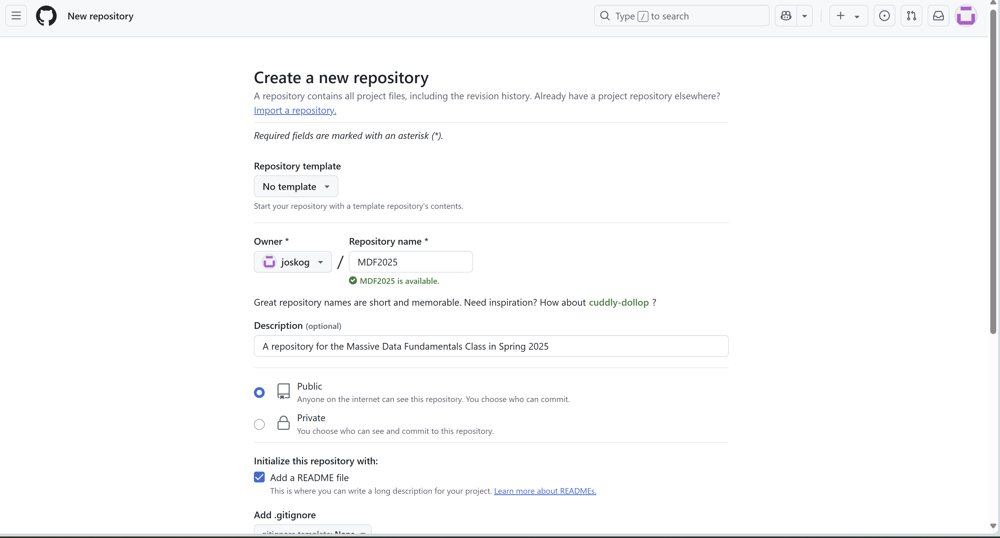 New repository
Type / to search
Create a new repository
A repository contains all project files, including the revision history. Already have a project repository elsewhere?
Import a repository.
Required fields are marked with an asterisk (*).
Repository template
No template
Start your repository with a template repository's contents.
Owner * Repository name *
joskog / MDF2025
MDF2025 is available.
Great repository names are short and memorable. Need inspiration? How about cuddly-dollop ?
Description (optional)
A repository for the Massive Data Fundamentals Class in Spring 2025
Public
Anyone on the internet can see this repository. You choose who can commit.
Private
You choose who can see and commit to this repository.
Initialize this repository with:
Add a README file
This is where you can write a long description for your project. Learn more about READMEs.
Add .gitignore
.gitignore template: None